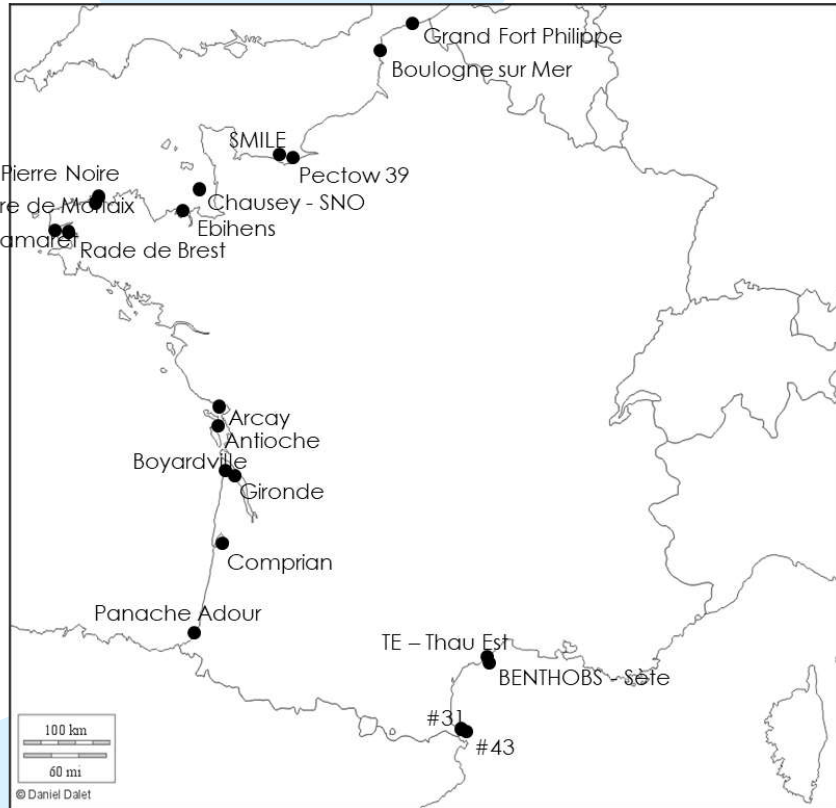 Grand Fort Philippe
Boulogne sur Mer
SMILE
Pectow 39
Pierre Noire
Chausey - SNO
re de Morlaix
Ebihens
amaret
Rade de Brest
Arcay
Antioche
Boyardville
Gironde
Comprian
Panache Adour
TE – Thau Est
BENTHOBS - Sète
#31
#43
100 km
60 mi
© Daniel Dalet